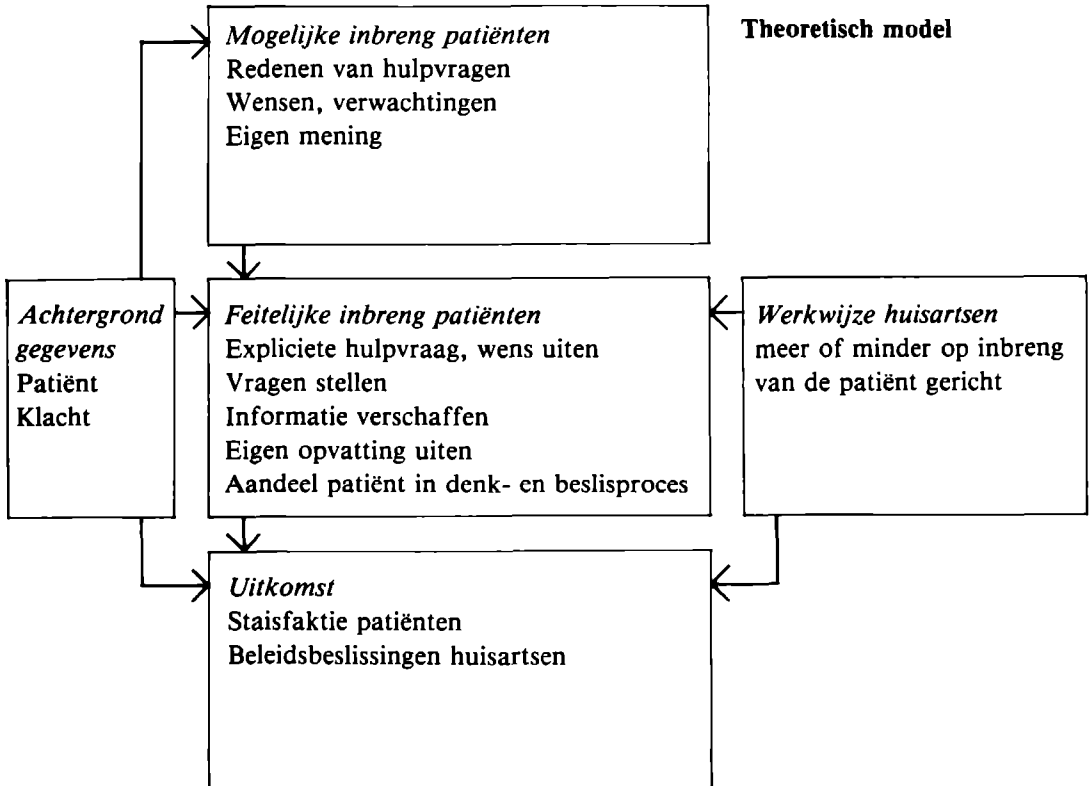 Theoretisch model
Mogelijke inbreng patiënten
Redenen van hulpvragen
Wensen, verwachtingen
Eigen mening
Achtergrond
gegevens
Patiënt
Klacht
Feitelijke inbreng patiënten
Expliciete hulpvraag, wens uiten
Vragen stellen
Informatie verschaffen
Eigen opvatting uiten
Aandeel patiënt in denk- en beslisproces
Werkwijze huisartsen
meer of minder op inbreng
van de patiënt gericht
Uitkomst
Staisfaktie patiënten
Beleidsbeslissingen huisartsen